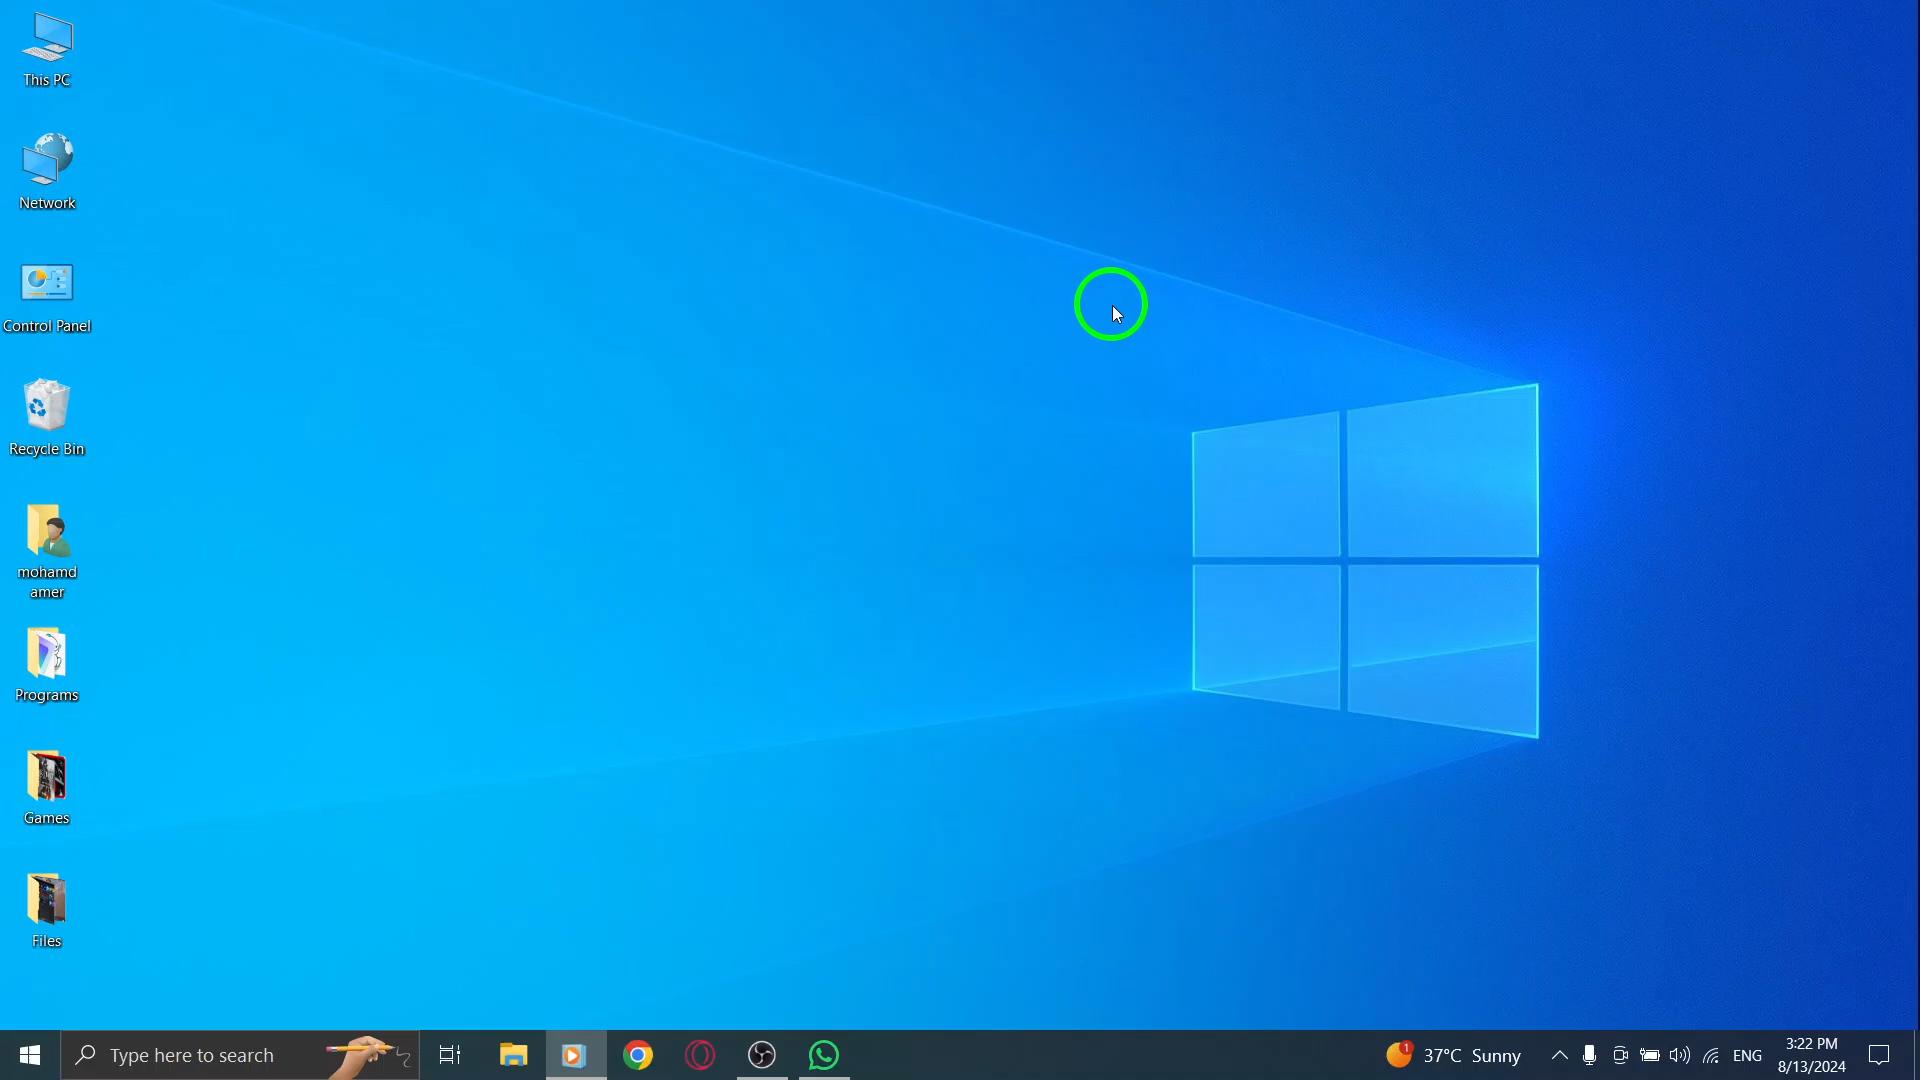 This PC
Network
Control Panel
Recycle Bin
mohamd
amer
Programs
Games
Files
Type here to search
1
37°C Sunny
ENG
3:22 PM
8/13/2024